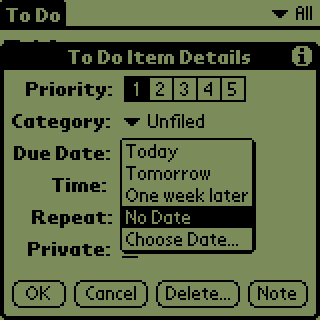 To Do All
To Do Item Details
Priority: 1 2 3 4 5
Category: Unfiled
Due Date: Today
Tomorrow
Time:
One week later
Repeat: No Date
Choose Date...
Private:
OK Cancel Delete... Note